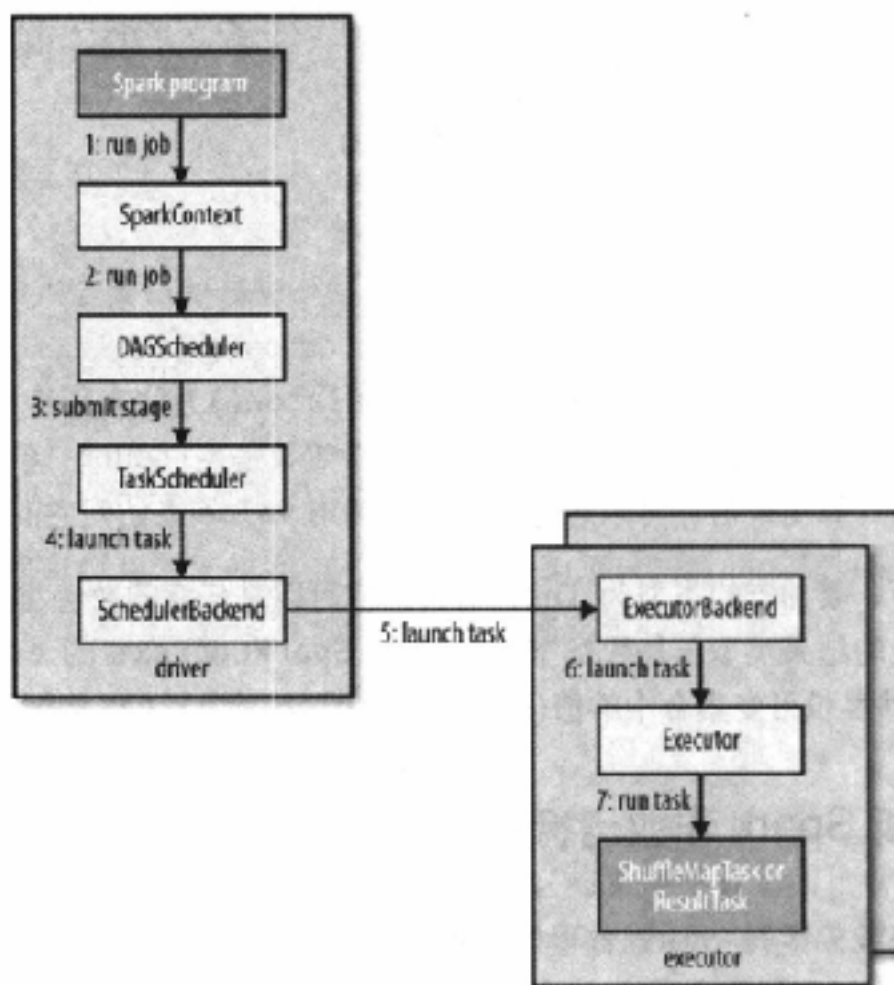 Spark program
1: run job
SparkContext
2: run job
DAGScheduler
3: submit stage
TaskScheduler
4: launch task
SchedulerBackend
driver
5: launch task
ExecutorBackend
6: launch task
Executor
7: run task
ShuffleMapTask or
ResultTask
executor